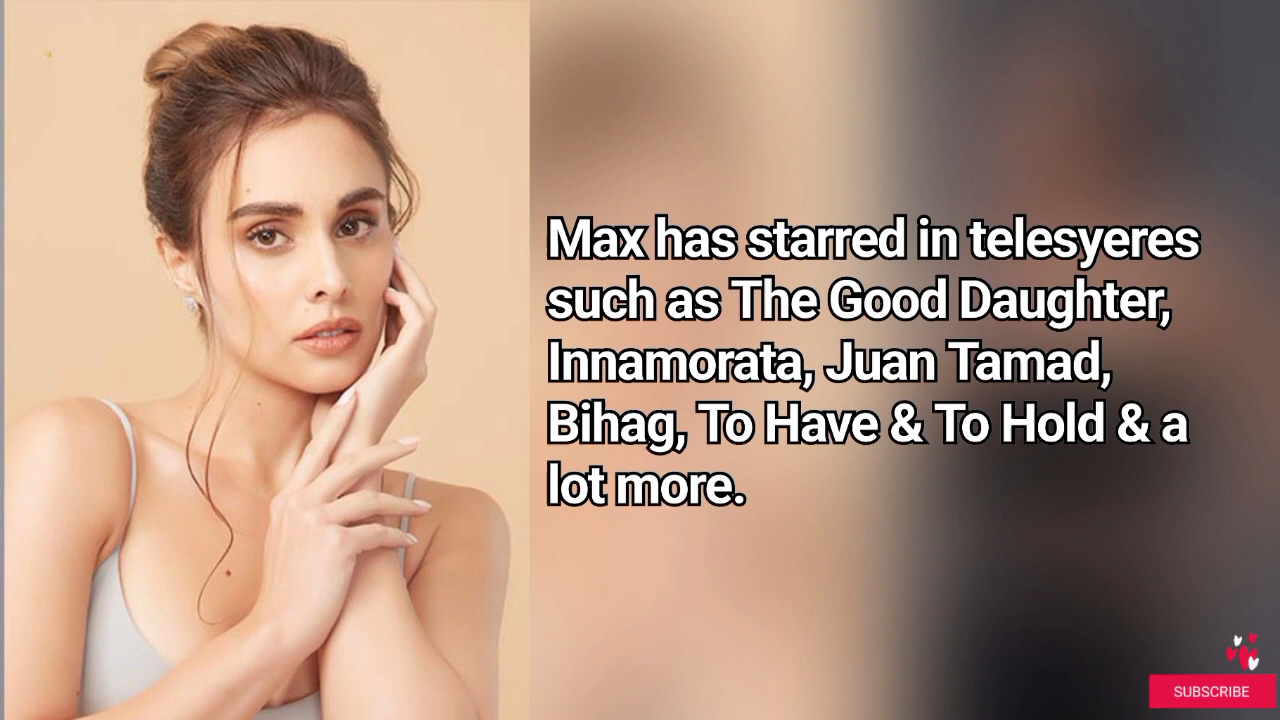 Max has starred in telesyeres
such as The Good Daughter,
Innamorata, Juan Tamad,
Bihag, To Have & To Hold & a
lot more.
SUBSCRIBE